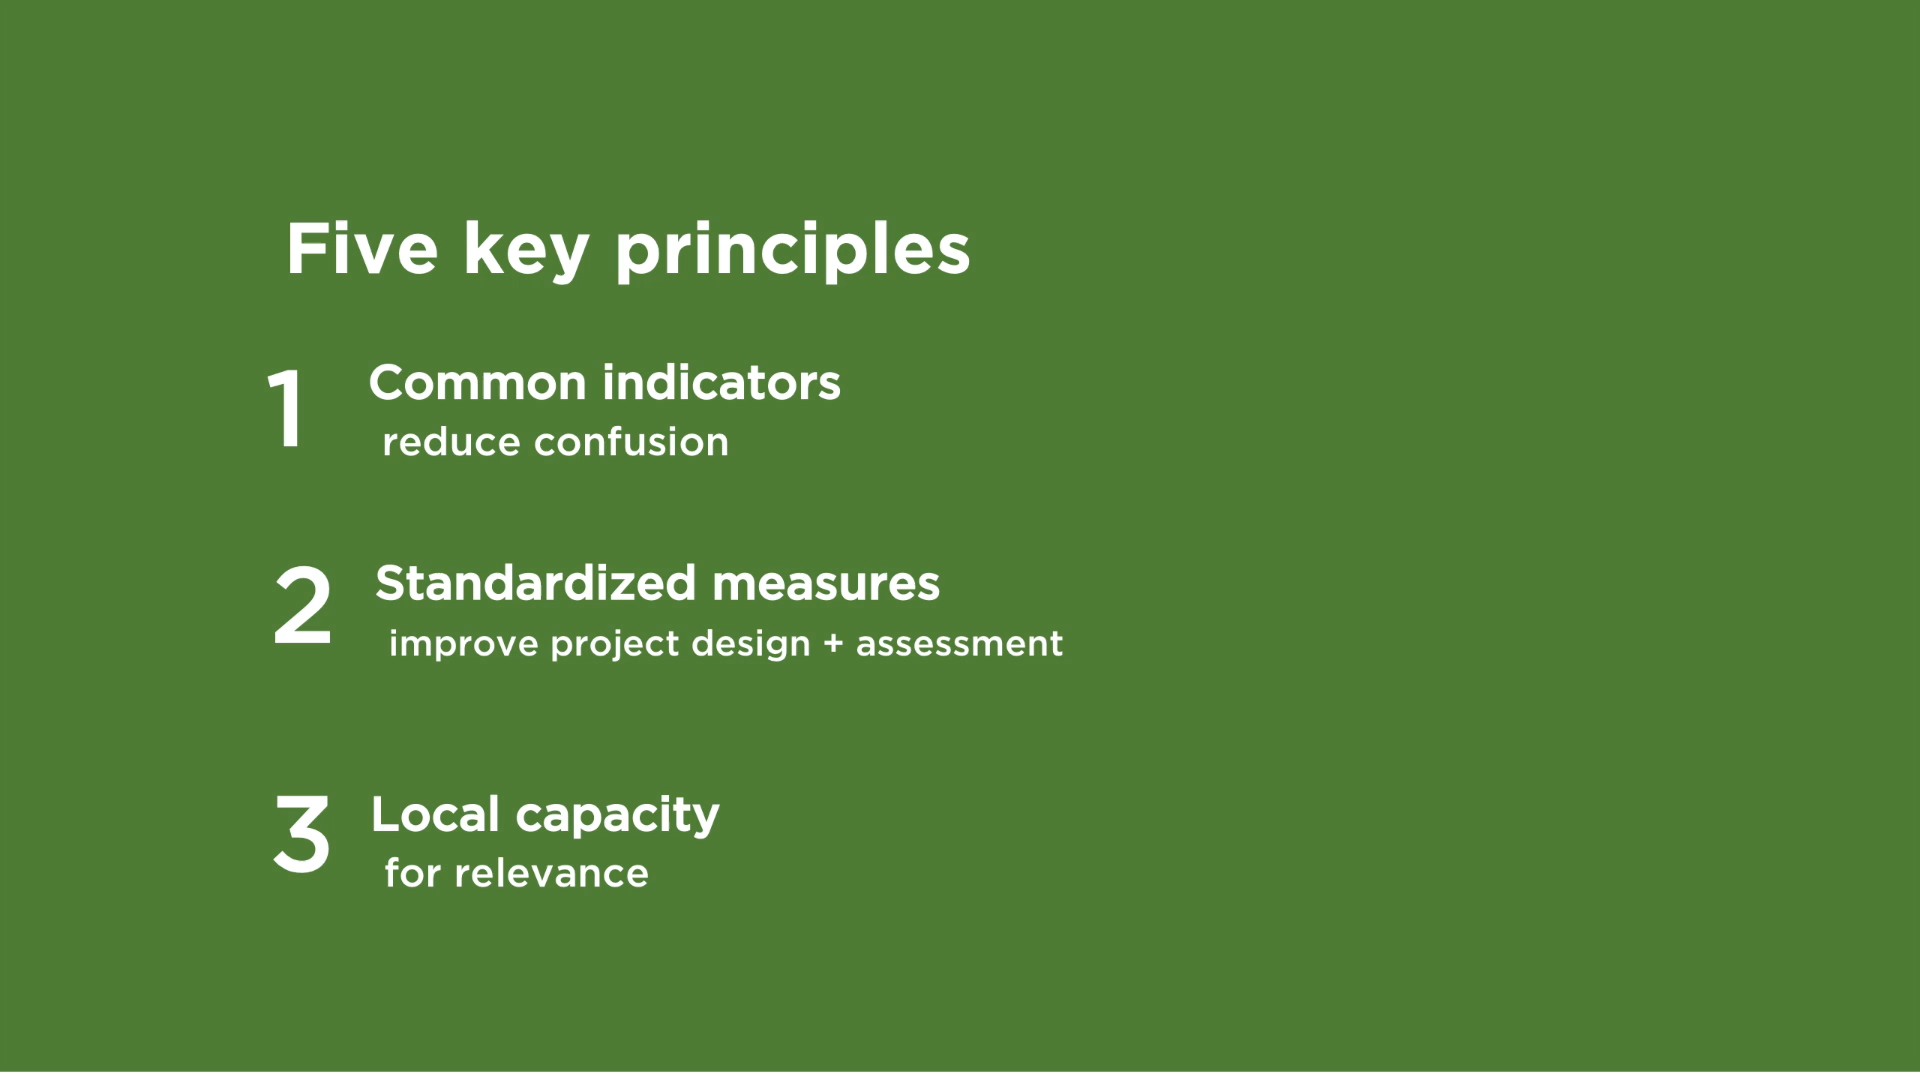 Five key principles
1
Common indicators
reduce confusion
2
Standardized measures
improve project design + assessment
3
Local capacity
for relevance